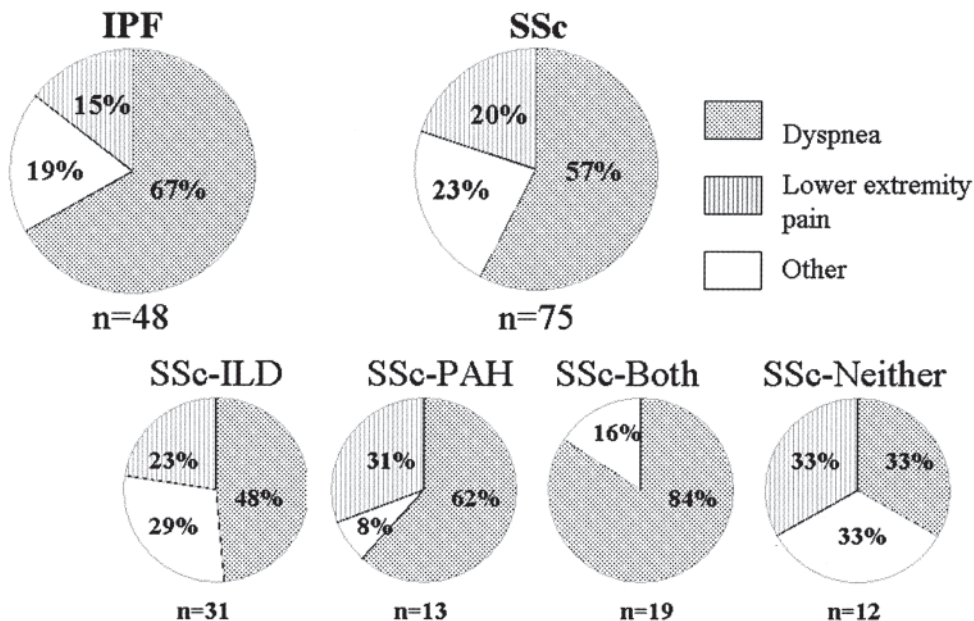 IPF
15%
19%
67%
n=48
SSc
20%
23%
57%
n=75
Dyspnea
Lower extremity
pain
Other
SSc-ILD
23%
48%
29%
n=31
SSc-PAH
31%
62%
8%
n=13
SSc-Both
16%
84%
n=19
SSc-Neither
33%
33%
33%
n=12